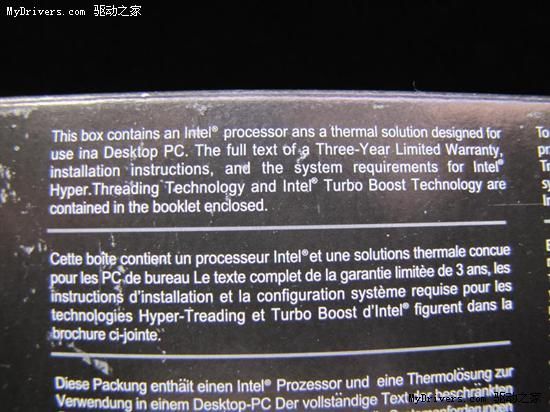 MyDrivers.com 驱动之家
This box contains an Intel® processor ans a thermal solution designed for
use ina Desktop PC. The full text of a Three-Year Limited Warranty,
installation instructions, and the system requirements for Intel®
Hyper.Threading Technology and Intel® Turbo Boost Technology are
contained in the booklet enclosed.
Cette boîte contient un processeur Intel®et une solutions thermale concue
pour les PC de bureau Le texte complet de la garantie limitée de 3 ans, les
instructions d'installation et la configuration système requise pour les
technologies Hyper-Treading et Turbo Boost d'Intel® figurent dans la
brochure ci-jointe.
Diese Packung enthäit einen Intel® Prozessor und eine Thermolösung zur
Verwendung in einem Desktop-PC Der vollständige Text der beschränkten
To
MyDrivers.com 驱动之家